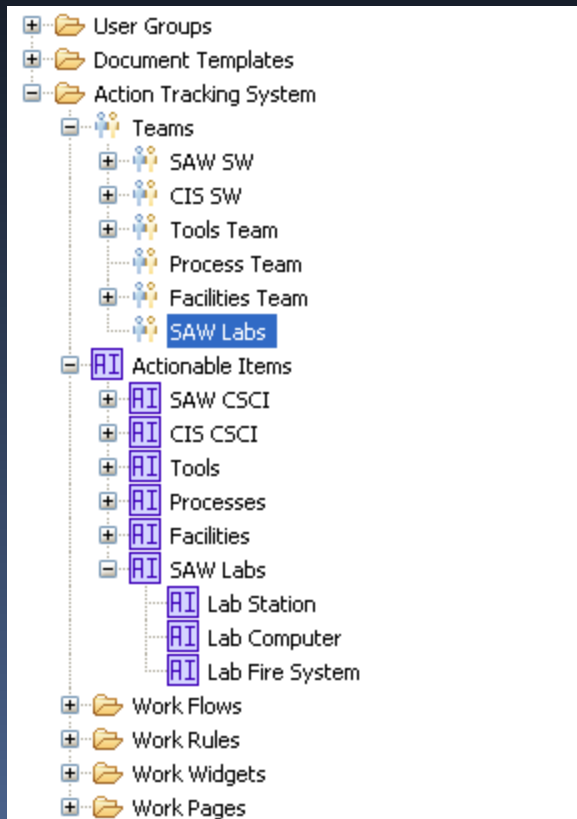 User Groups
Document Templates
Action Tracking System
Teams
SAW SW
CIS SW
Tools Team
Process Team
Facilities Team
SAW Labs
AI Actionable Items
AI SAW CSCI
AI CIS CSCI
AI Tools
AI Processes
AI Facilities
AI SAW Labs
AI Lab Station
AI Lab Computer
AI Lab Fire System
Work Flows
Work Rules
Work Widgets
Work Pages